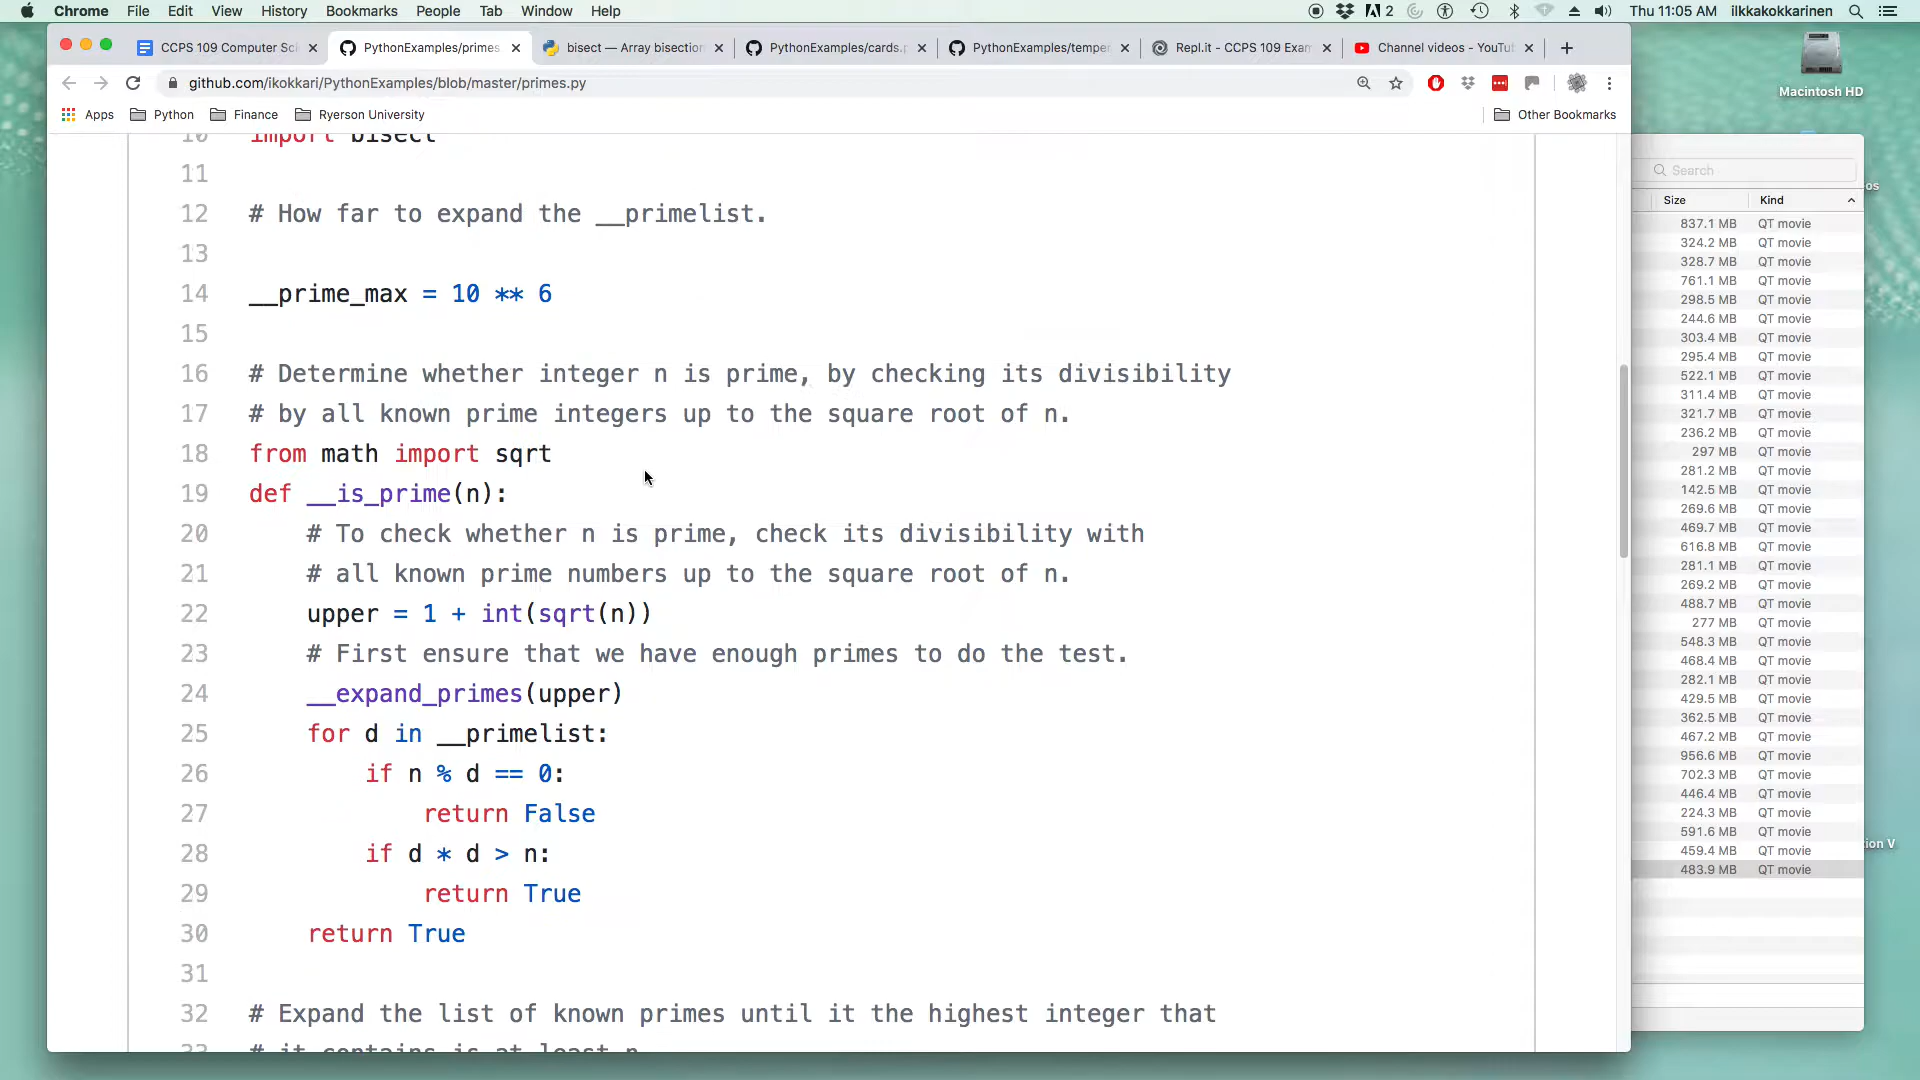 Chrome File Edit View History Bookmarks People Tab Window Help 2 Thu 11:05 AM ilkkakokkarinen
CCPS 109 Computer Sci PythonExamples/primes bisect — Array bisection PythonExamples/cards.p PythonExamples/temper Repl.it - CCPS 109 Exam Channel videos - YouTu
github.com/ikokkari/PythonExamples/blob/master/primes.py
Apps Python Finance Ryerson University Other Bookmarks
Macintosh HD
10 import bisect
11
12 # How far to expand the __primelist.
13
14 __prime_max = 10 ** 6
15
16 # Determine whether integer n is prime, by checking its divisibility
17 # by all known prime integers up to the square root of n.
18 from math import sqrt
19 def __is_prime(n):
20 # To check whether n is prime, check its divisibility with
21 # all known prime numbers up to the square root of n.
22 upper = 1 + int(sqrt(n))
23 # First ensure that we have enough primes to do the test.
24 __expand_primes(upper)
25 for d in __primelist:
26 if n % d == 0:
27 return False
28 if d * d > n:
29 return True
30 return True
31
32 # Expand the list of known primes until it the highest integer that
33 # it contains is at least n
Search
os
Size Kind
837.1 MB QT movie
324.2 MB QT movie
328.7 MB QT movie
761.1 MB QT movie
298.5 MB QT movie
244.6 MB QT movie
303.4 MB QT movie
295.4 MB QT movie
522.1 MB QT movie
311.4 MB QT movie
321.7 MB QT movie
236.2 MB QT movie
297 MB QT movie
281.2 MB QT movie
142.5 MB QT movie
269.6 MB QT movie
469.7 MB QT movie
616.8 MB QT movie
281.1 MB QT movie
269.2 MB QT movie
488.7 MB QT movie
277 MB QT movie
548.3 MB QT movie
468.4 MB QT movie
282.1 MB QT movie
429.5 MB QT movie
362.5 MB QT movie
467.2 MB QT movie
956.6 MB QT movie
702.3 MB QT movie
446.4 MB QT movie
224.3 MB QT movie
591.6 MB QT movie
459.4 MB QT movie
483.9 MB QT movie
tion V